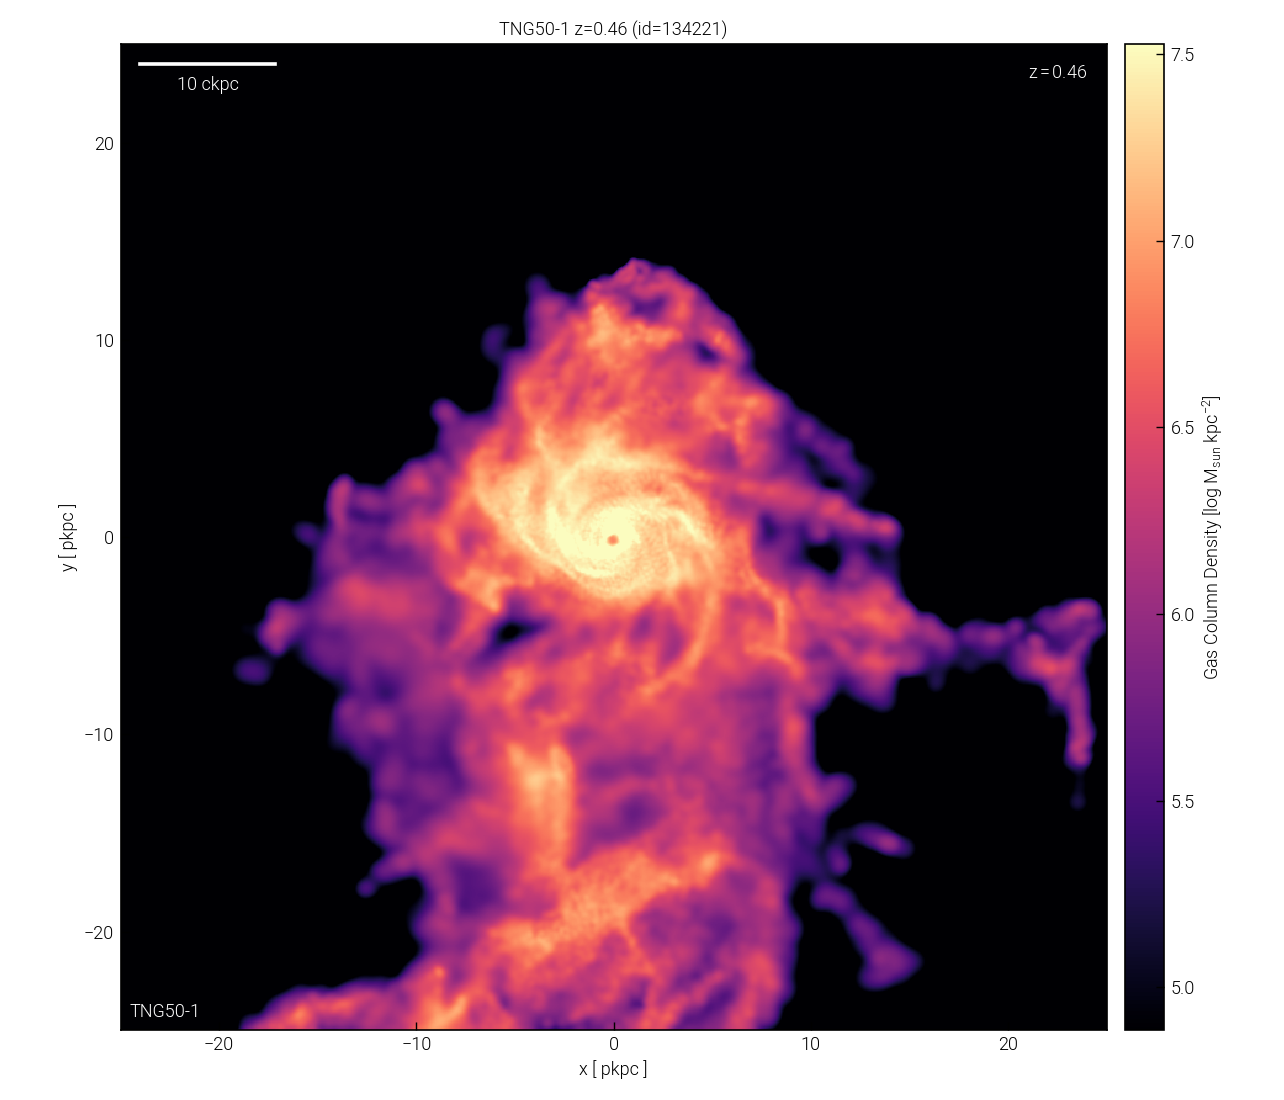 TNG50-1 z=0.46 (id=134221)
10 ckpc
z=0.46
20
10
0
−10
−20
y [ pkpc ]
TNG50-1
−20
−10
0
10
20
x [ pkpc ]
7.5
7.0
6.5
6.0
5.5
5.0
Gas Column Density [log M_sun kpc⁻²]